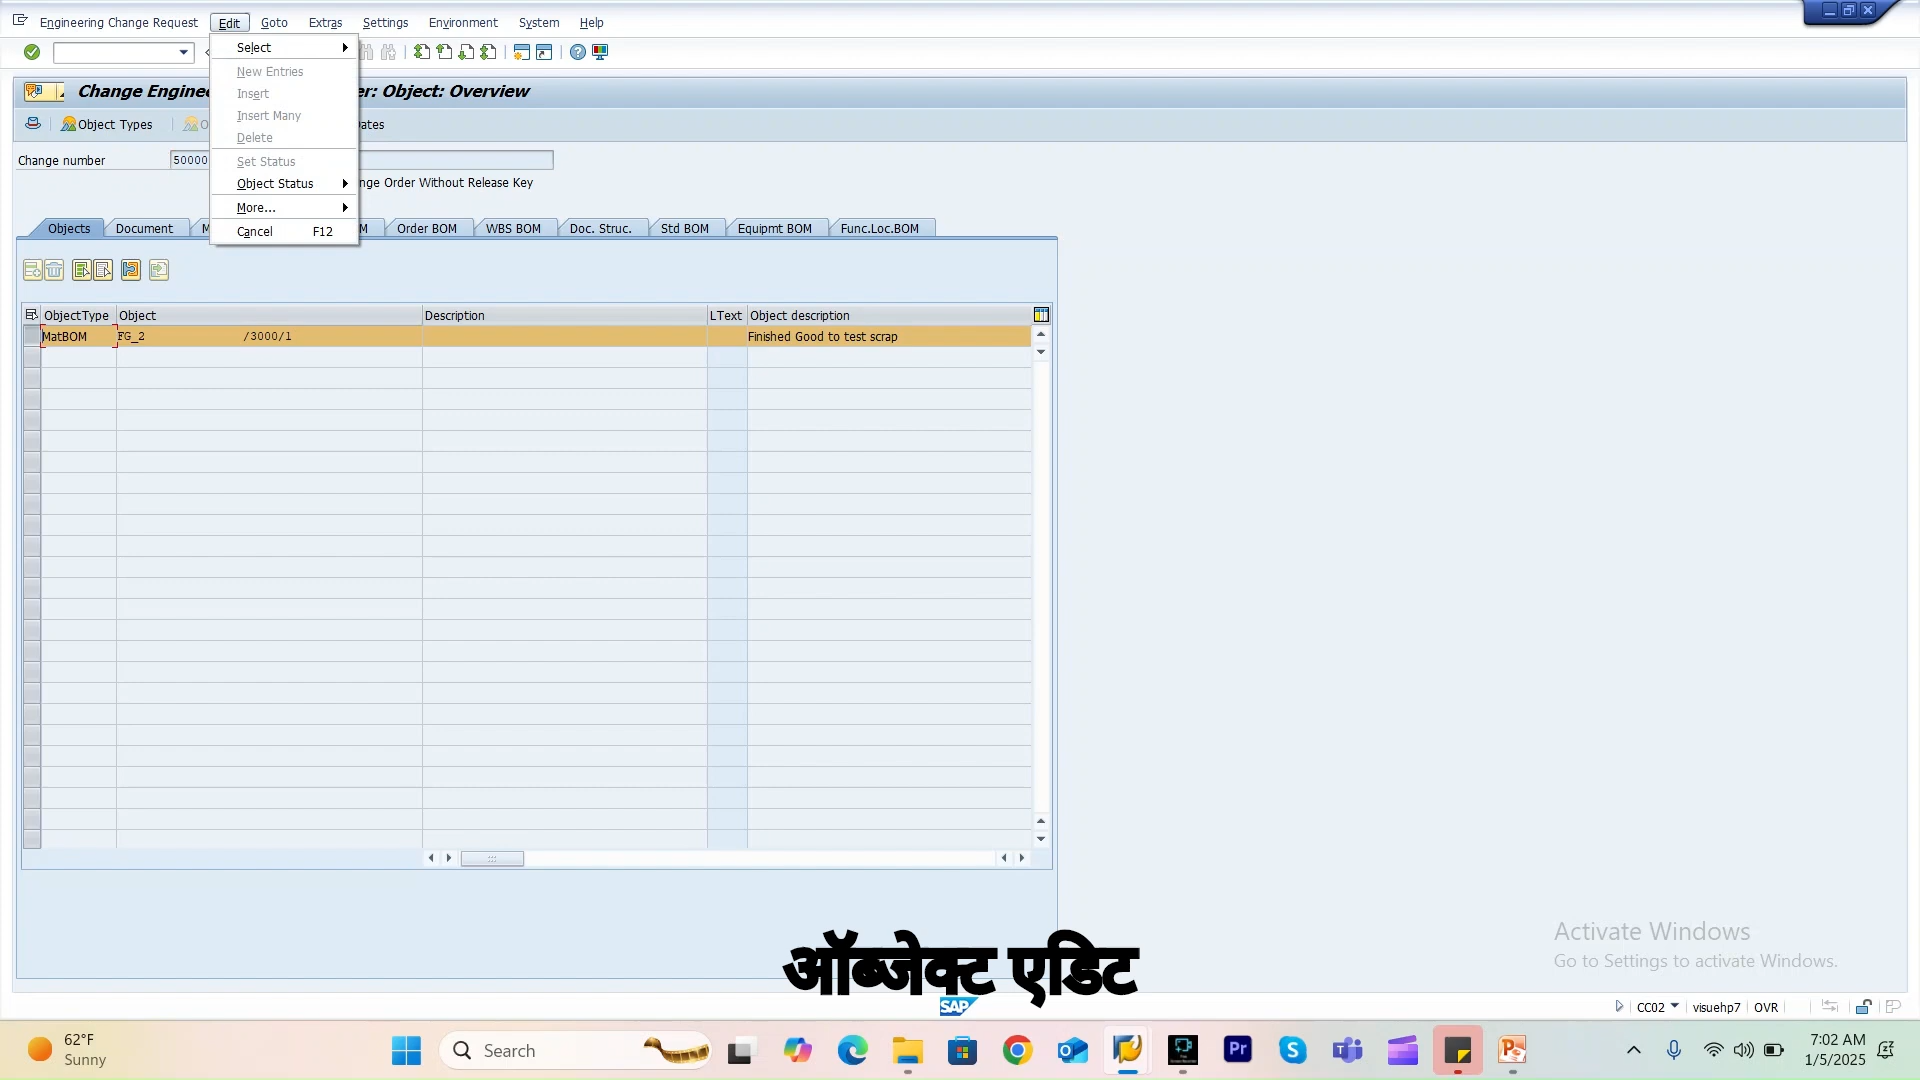 Engineering Change Request Edit Goto Extras Settings Environment System Help
Select
New Entries
Insert
Insert Many
Delete
Set Status
Object Status
More...
Cancel F12
Change Enginee er: Object: Overview
Object Types O ates
Change number 50000
nge Order Without Release Key
Objects Document M M Order BOM WBS BOM Doc. Struc. Std BOM Equipmt BOM Func.Loc.BOM
ObjectType Object Description LText Object description
MatBOM FG_2 /3000/1 Finished Good to test scrap
Activate Windows
Go to Settings to activate Windows.
ऑब्जेक्ट एडिट
SAP
CC02 visuehp7 OVR
62°F
Sunny
Search
Pr
7:02 AM
1/5/2025